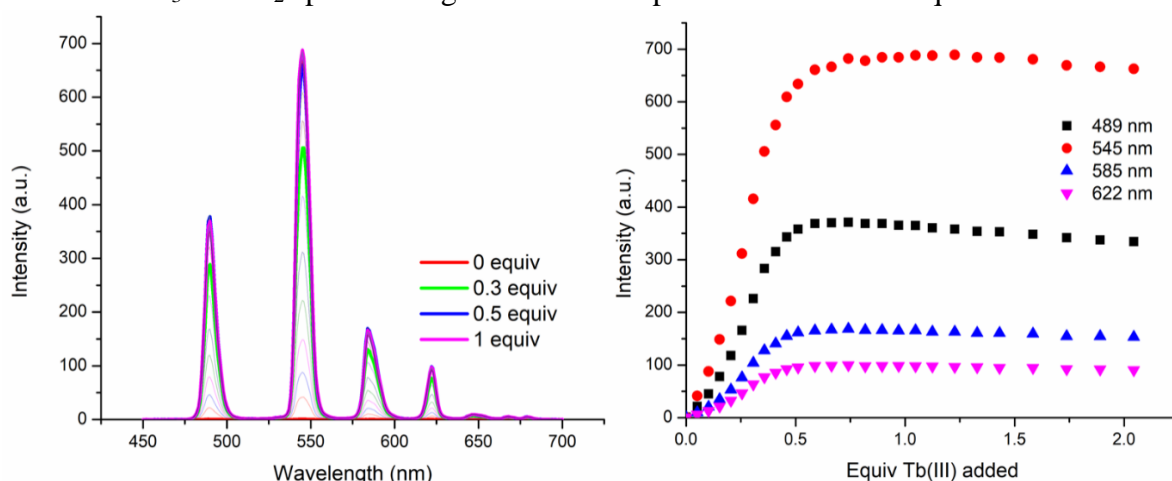 700
600
500
400
300
200
100
0
Intensity (a.u.)
450
500
550
600
650
700
Wavelength (nm)
0 equiv
0.3 equiv
0.5 equiv
1 equiv
700
600
500
400
300
200
100
0
Intensity (a.u.)
0.0
0.5
1.0
1.5
2.0
Equiv Tb(III) added
489 nm
545 nm
585 nm
622 nm